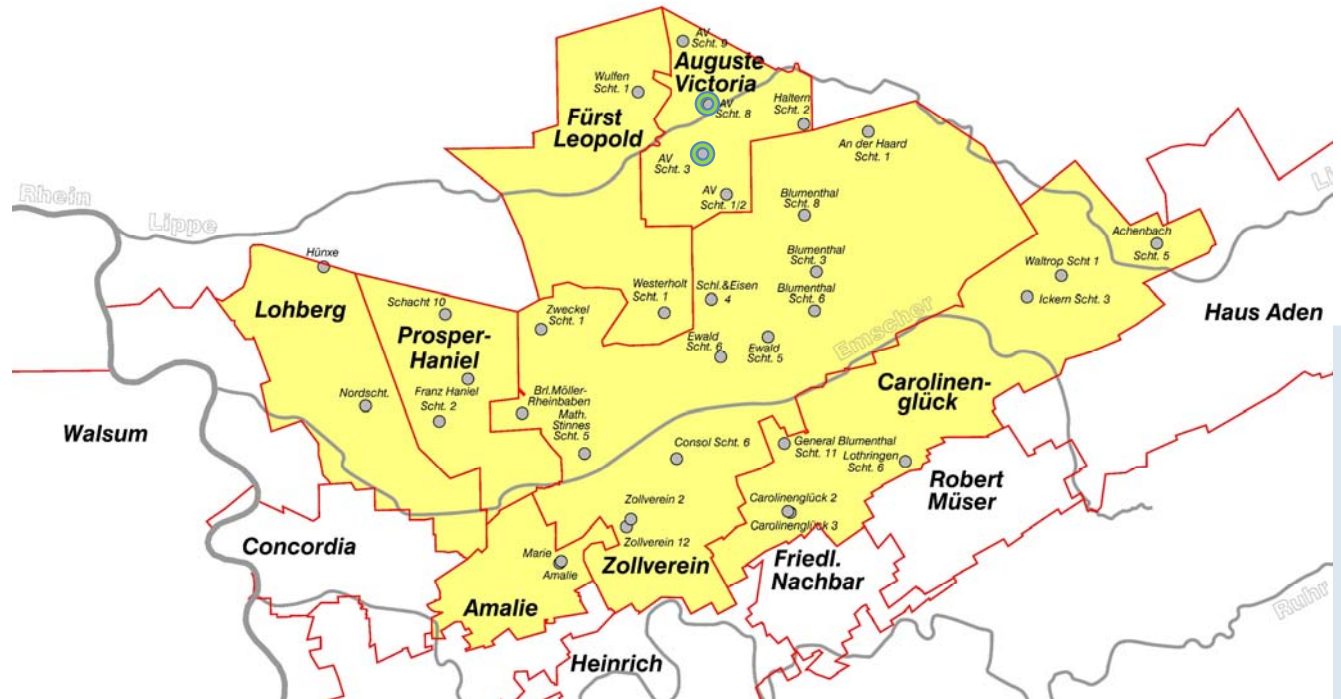 AV
Scht. 9
Auguste
Victoria
Wulfen
Scht. 1
AV
Scht. 8
Haltern
Scht. 2
Fürst
Leopold
An der Haard
Scht. 1
AV
Scht. 3
AV
Scht. 1/2
Blumenthal
Scht. 8
Rhein
Lippe
Li
Achenbach
Scht. 5
Hünxe
Blumenthal
Scht. 3
Waltrop Scht 1
Westerholt
Scht. 1
Schl.&Eisen
4
Blumenthal
Scht. 6
Ickern Scht. 3
Lohberg
Schacht 10
Zweckel
Scht. 1
Haus Aden
Prosper-
Haniel
Ewald
Scht. 6
Ewald
Scht. 5
Emscher
Nordscht.
Franz Haniel
Scht. 2
Brl.Möller-
Rheinbaben
Math.
Stinnes
Scht. 5
Carolinen-
glück
Walsum
Consol Scht. 6
General Blumenthal
Scht. 11
Lothringen
Scht. 6
Robert
Müser
Zollverein 2
Carolinenglück 2
Carolinenglück 3
Zollverein 12
Concordia
Marie
Amalie
Zollverein
Friedl.
Nachbar
Amalie
Ruhr
Heinrich